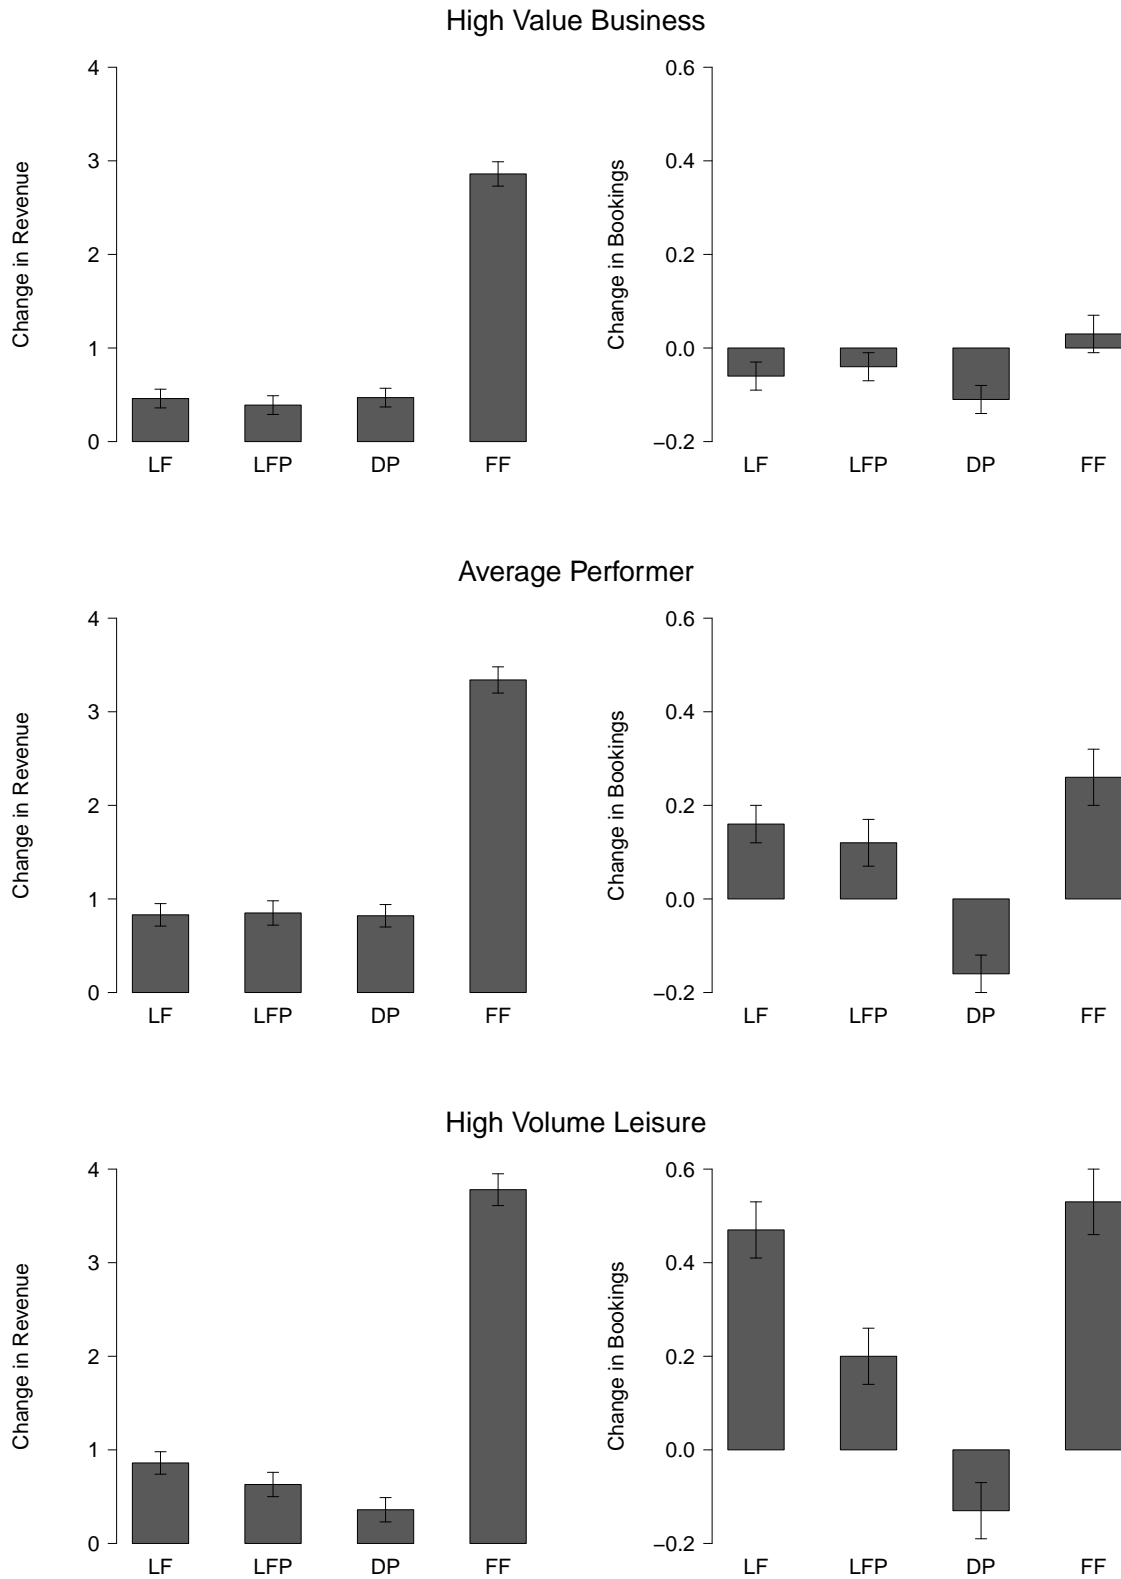 High Value Business
Change in Revenue
4
3
2
1
0
LF LFP DP FF
Change in Bookings
0.6
0.4
0.2
0.0
−0.2
LF LFP DP FF
Average Performer
Change in Revenue
4
3
2
1
0
LF LFP DP FF
Change in Bookings
0.6
0.4
0.2
0.0
−0.2
LF LFP DP FF
High Volume Leisure
Change in Revenue
4
3
2
1
0
LF LFP DP FF
Change in Bookings
0.6
0.4
0.2
0.0
−0.2
LF LFP DP FF